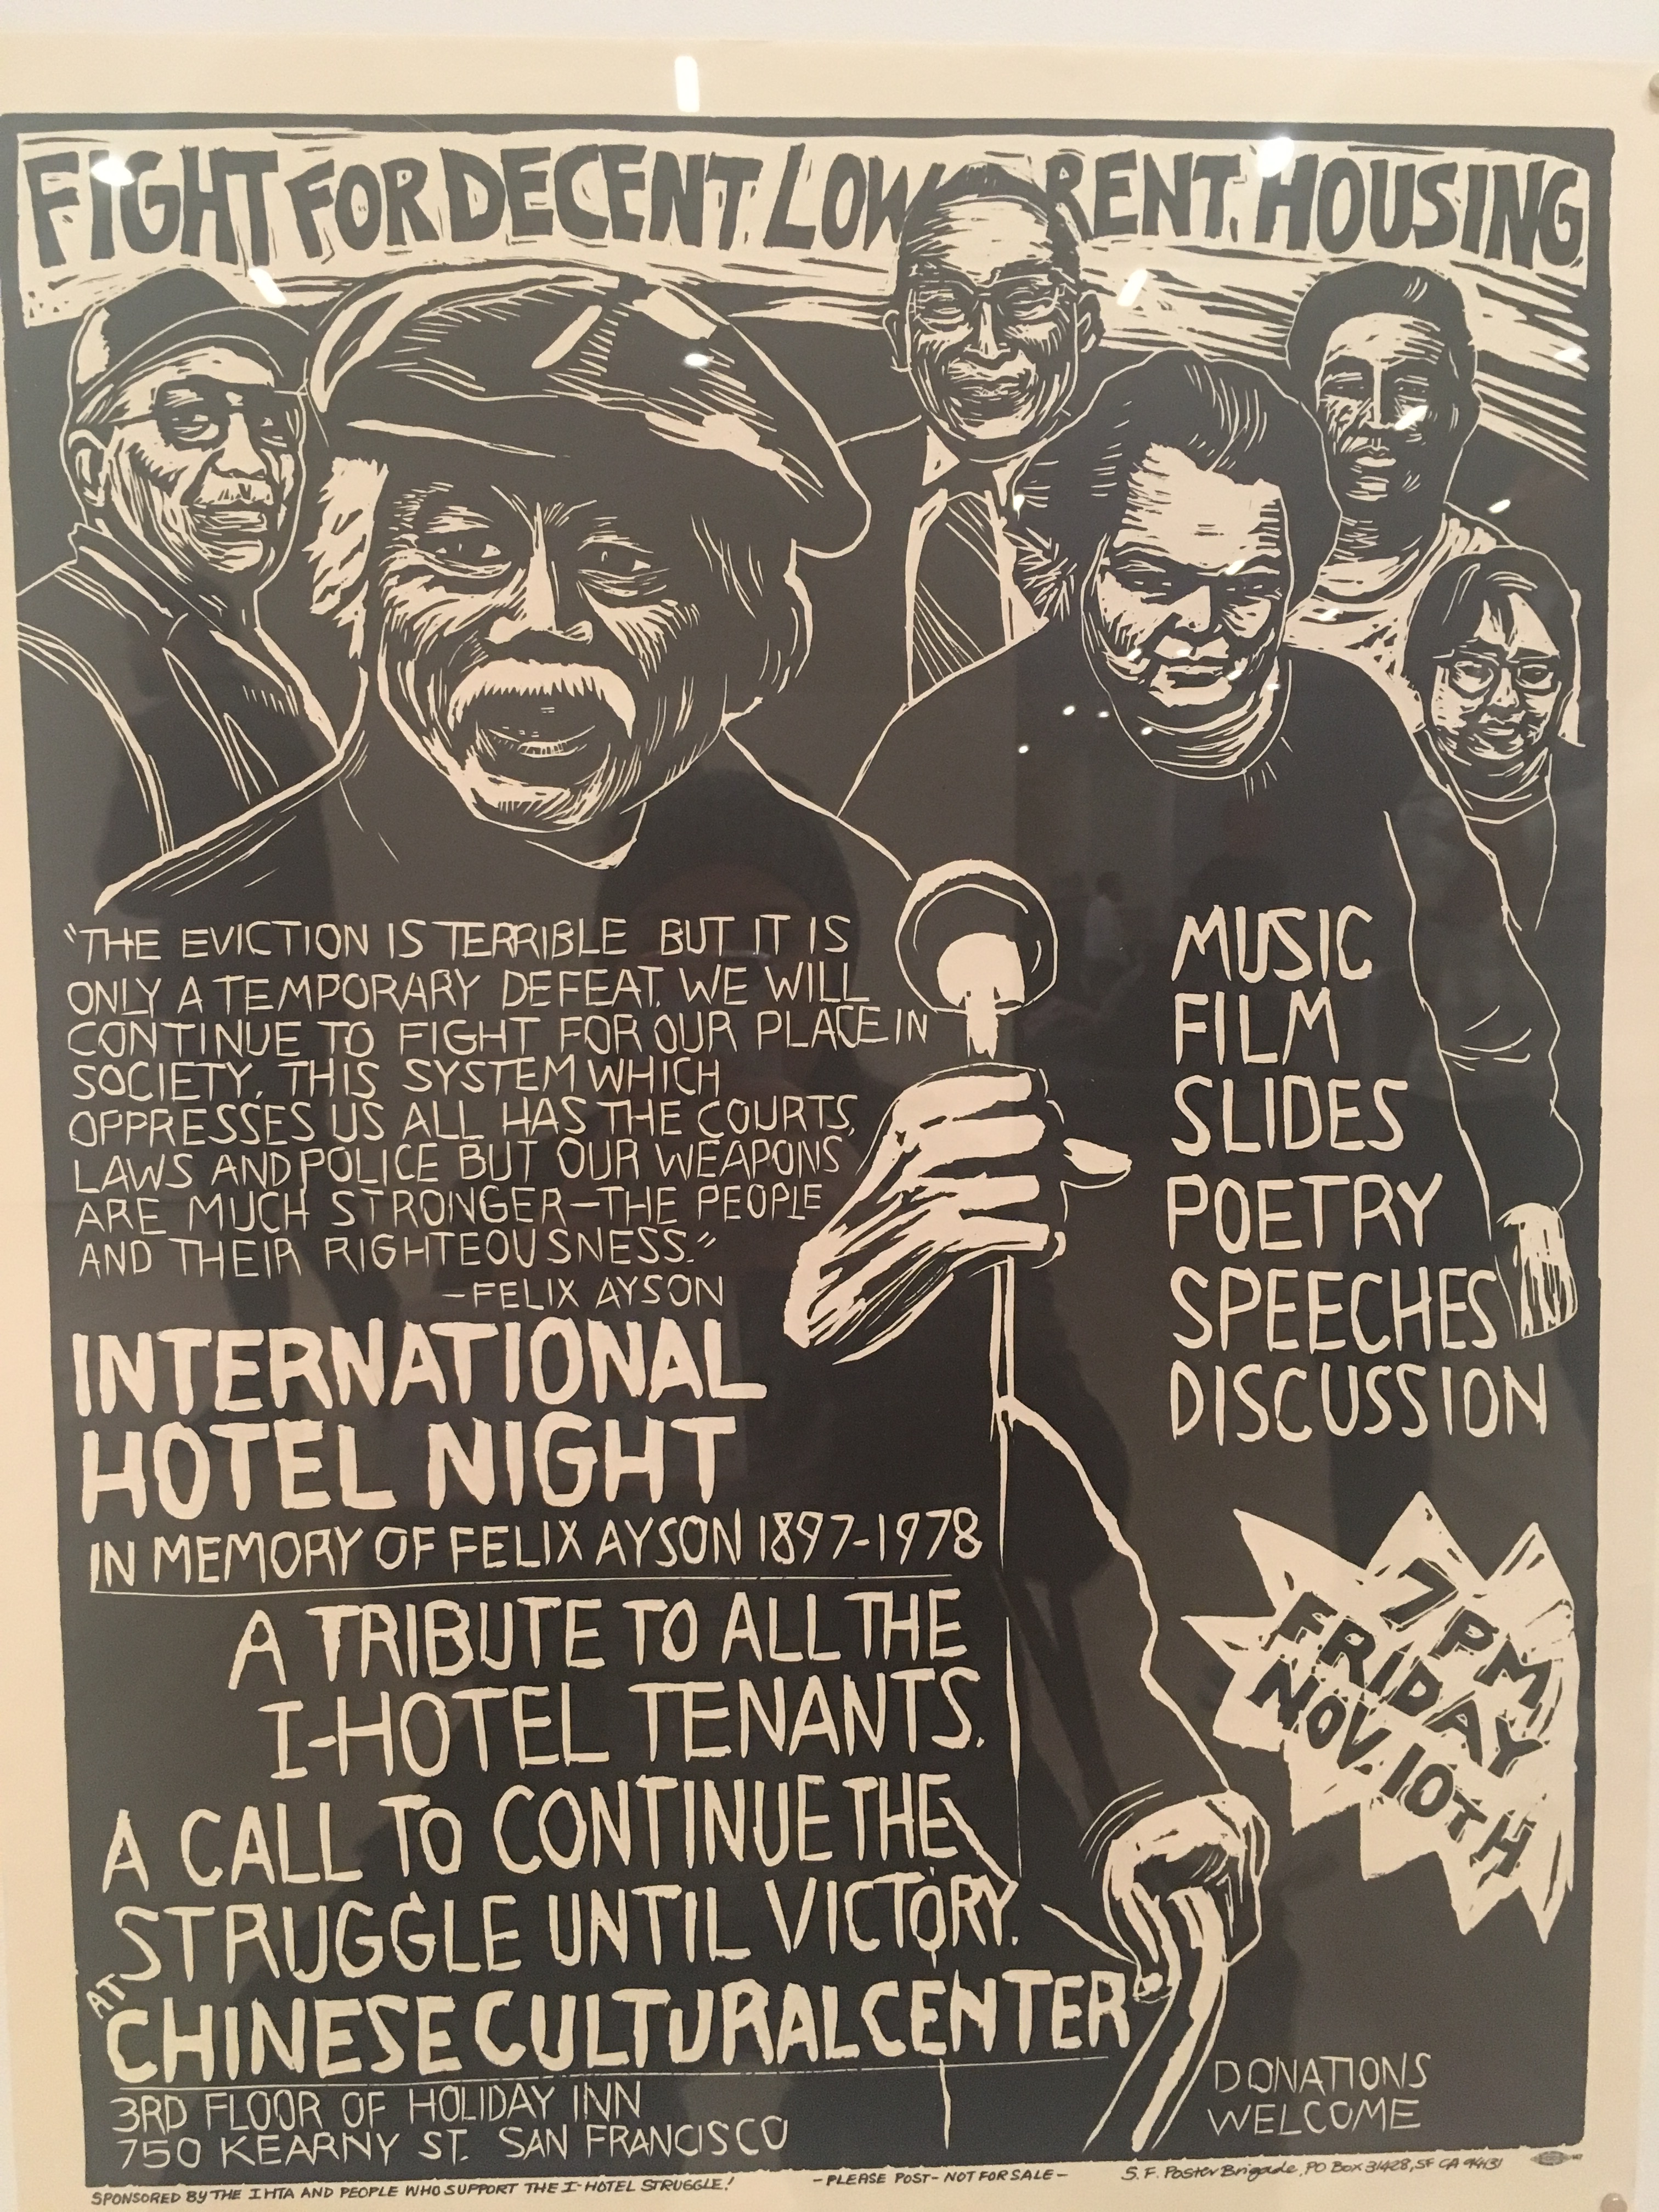 FIGHT FOR DECENT LOW RENT HOUSING
"THE EVICTION IS TERRIBLE BUT IT IS
ONLY A TEMPORARY DEFEAT. WE WILL
CONTINUE TO FIGHT FOR OUR PLACE IN
SOCIETY. THIS SYSTEM WHICH
OPPRESSES US ALL HAS THE COURTS,
LAWS AND POLICE BUT OUR WEAPONS
ARE MUCH STRONGER—THE PEOPLE
AND THEIR RIGHTEOUSNESS."
—FELIX AYSON
MUSIC
FILM
SLIDES
POETRY
SPEECHES
DISCUSSION
INTERNATIONAL
HOTEL NIGHT
IN MEMORY OF FELIX AYSON 1897-1978
A TRIBUTE TO ALL THE
I-HOTEL TENANTS.
A CALL TO CONTINUE THE
STRUGGLE UNTIL VICTORY.
AT
CHINESE CULTURAL CENTER
3RD FLOOR OF HOLIDAY INN
750 KEARNY ST. SAN FRANCISCO
7 PM
FRIDAY
NOV. 10TH
DONATIONS
WELCOME
SPONSORED BY THE IHTA AND PEOPLE WHO SUPPORT THE I-HOTEL STRUGGLE!
-PLEASE POST-NOT FOR SALE-
S.F. Poster Brigade, PO Box 31428, SF CA 94131